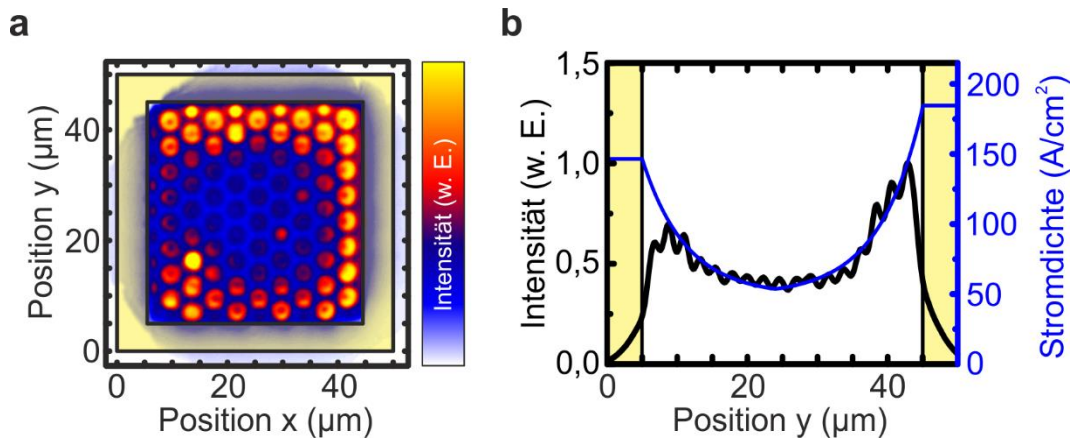 a
Position y (µm)
40
20
0
0
20
40
Position x (µm)
Intensität (w. E.)
b
Intensität (w. E.)
1,5
1,0
0,5
0,0
0
20
40
Position y (µm)
200
150
100
50
0
Stromdichte (A/cm²)